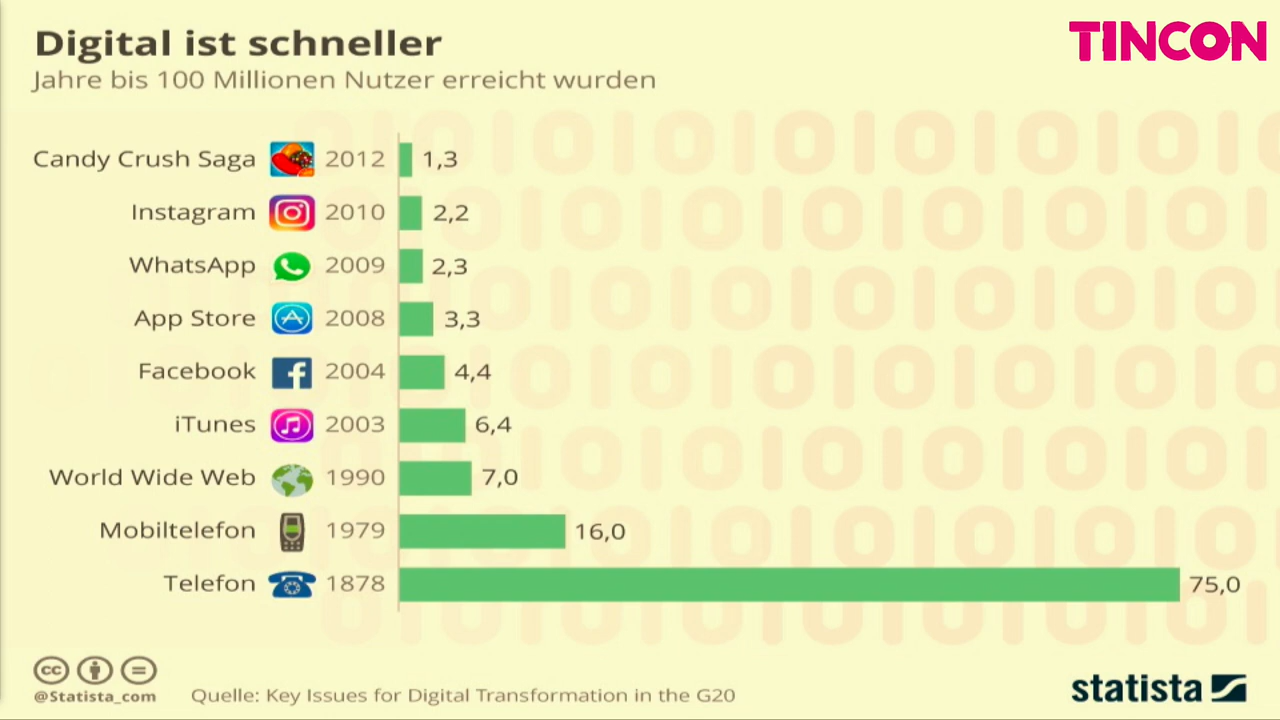 Digital ist schneller
TINCON
Jahre bis 100 Millionen Nutzer erreicht wurden
Candy Crush Saga 2012 1,3
Instagram 2010 2,2
WhatsApp 2009 2,3
App Store 2008 3,3
Facebook 2004 4,4
iTunes 2003 6,4
World Wide Web 1990 7,0
Mobiltelefon 1979 16,0
Telefon 1878 75,0
cc
@Statista_com Quelle: Key Issues for Digital Transformation in the G20
statista